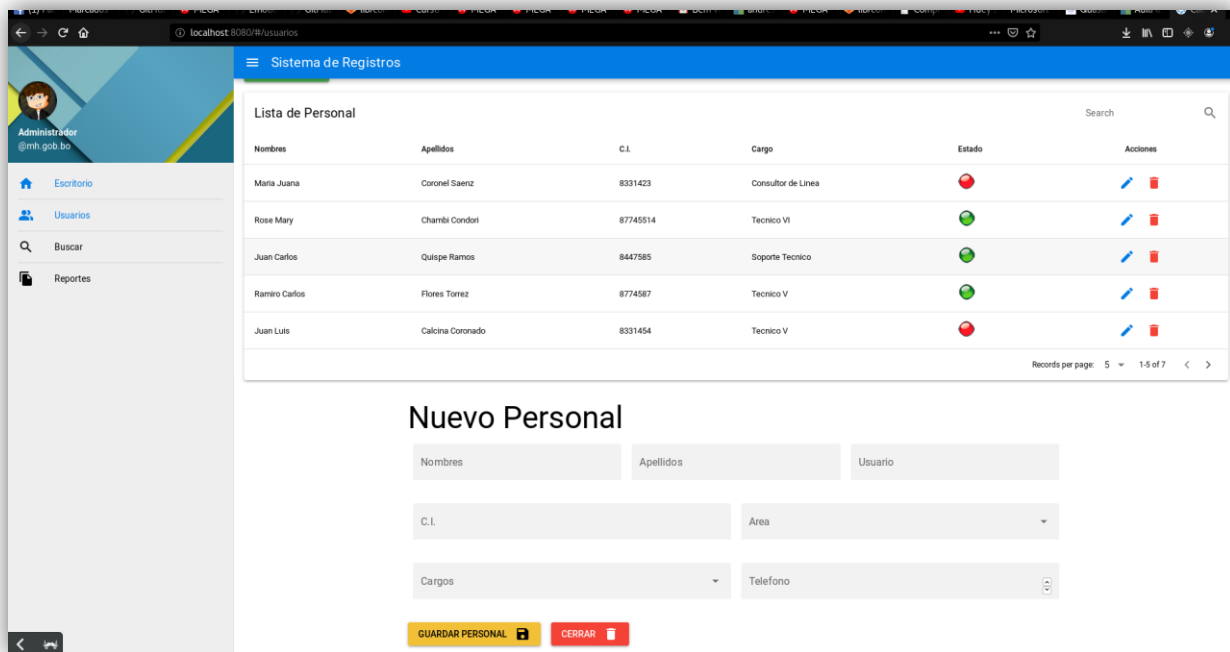 localhost:8080/#/usuarios
Sistema de Registros
Administrador
@mh.gob.bo
Escritorio
Usuarios
Buscar
Reportes
Lista de Personal
Search
Nombres Apellidos C.I. Cargo Estado Acciones
Maria Juana Coronel Saenz 8331423 Consultor de Linea
Rose Mary Chambi Condori 87745514 Tecnico VI
Juan Carlos Quispe Ramos 8447585 Soporte Tecnico
Ramiro Carlos Flores Torrez 8774587 Tecnico V
Juan Luis Calcina Coronado 8331454 Tecnico V
Records per page: 5 1-5 of 7
Nuevo Personal
Nombres Apellidos Usuario
C.I. Area
Cargos Telefono
GUARDAR PERSONAL CERRAR